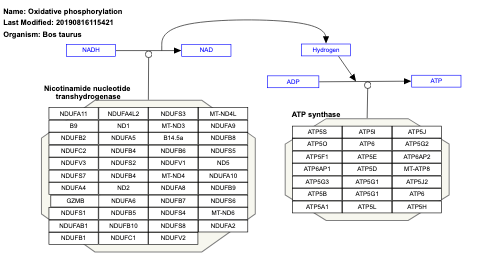 Name: Oxidative phosphorylation
Last Modified: 20190816115421
Organism: Bos taurus
NADH NAD Hydrogen
ADP ATP
Nicotinamide nucleotide
transhydrogenase
NDUFA11 NDUFA4L2 NDUFS3 MT-ND4L
B9 ND1 MT-ND3 NDUFA9
NDUFB2 NDUFA5 B14.5a NDUFB8
NDUFC2 NDUFB4 NDUFB6 NDUFS5
NDUFV3 NDUFS2 NDUFV1 ND5
NDUFS7 NDUFB4 MT-ND4 NDUFA10
NDUFA4 ND2 NDUFA8 NDUFB9
GZMB NDUFA6 NDUFB7 NDUFS6
NDUFS1 NDUFB5 NDUFS4 MT-ND6
NDUFAB1 NDUFB10 NDUFS8 NDUFA2
NDUFB1 NDUFC1 NDUFV2
ATP synthase
ATP5S ATP5I ATP5J
ATP5O ATP6 ATP5G2
ATP5F1 ATP5E ATP6AP2
ATP6AP1 ATP5D MT-ATP8
ATP5G3 ATP5G1 ATP5J2
ATP5B ATP5G1 ATP6
ATP5A1 ATP5L ATP5H